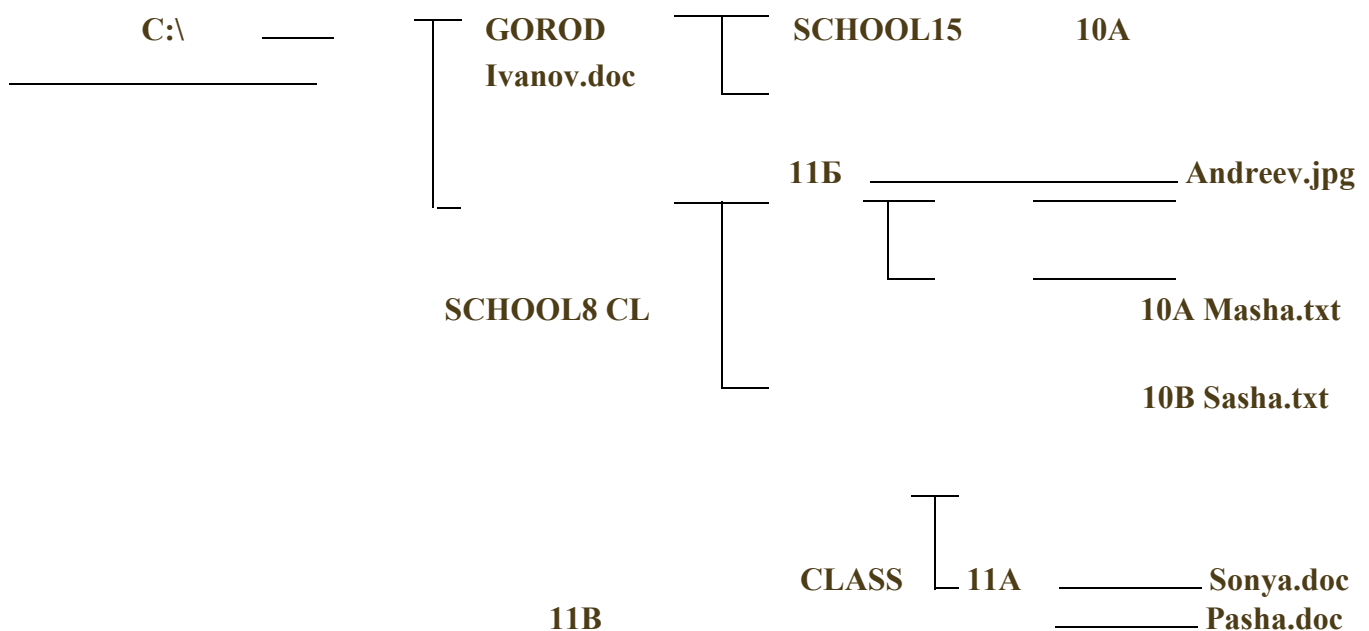 C:\ GOROD SCHOOL15 10A
Ivanov.doc
11Б Andreev.jpg
SCHOOL8 CL 10A Masha.txt
10B Sasha.txt
CLASS 11A Sonya.doc
11B Pasha.doc